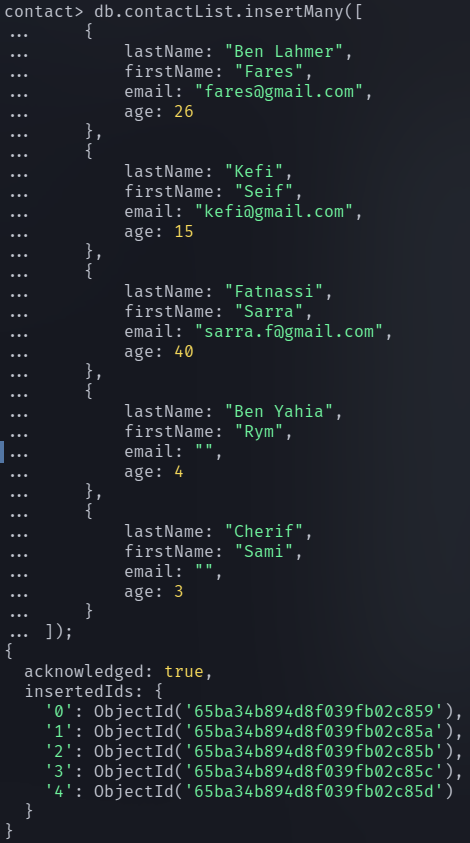 contact> db.contactList.insertMany([
...     {
...         lastName: "Ben Lahmer",
...         firstName: "Fares",
...         email: "fares@gmail.com",
...         age: 26
...     },
...     {
...         lastName: "Kefi",
...         firstName: "Seif",
...         email: "kefi@gmail.com",
...         age: 15
...     },
...     {
...         lastName: "Fatnassi",
...         firstName: "Sarra",
...         email: "sarra.f@gmail.com",
...         age: 40
...     },
...     {
...         lastName: "Ben Yahia",
...         firstName: "Rym",
...         email: "",
...         age: 4
...     },
...     {
...         lastName: "Cherif",
...         firstName: "Sami",
...         email: "",
...         age: 3
...     }
... ]);
{
  acknowledged: true,
  insertedIds: {
    '0': ObjectId('65ba34b894d8f039fb02c859'),
    '1': ObjectId('65ba34b894d8f039fb02c85a'),
    '2': ObjectId('65ba34b894d8f039fb02c85b'),
    '3': ObjectId('65ba34b894d8f039fb02c85c'),
    '4': ObjectId('65ba34b894d8f039fb02c85d')
  }
}